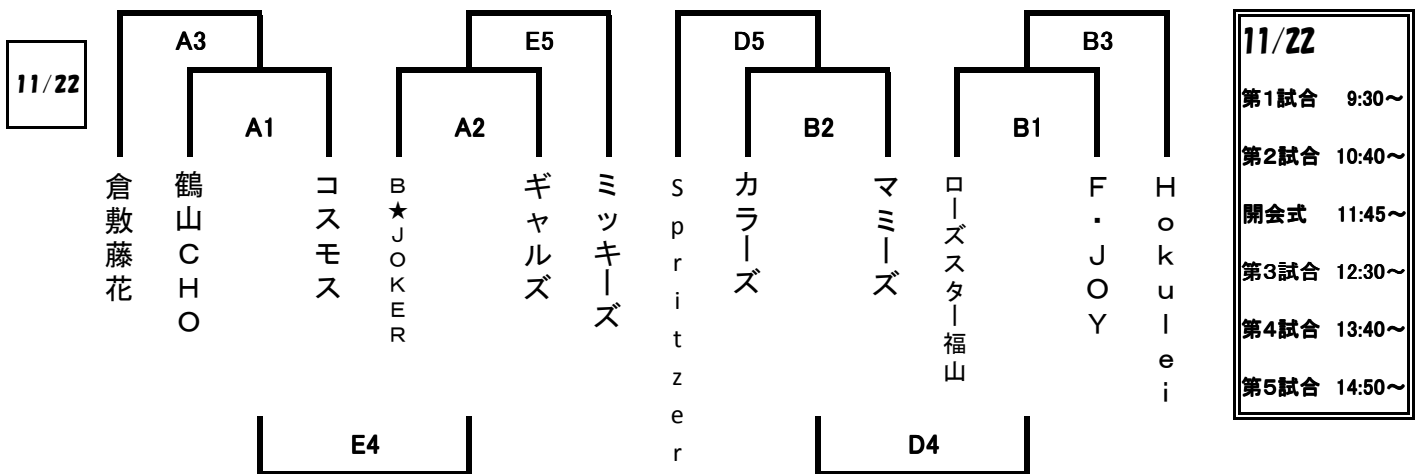 11/22
A3
E5
D5
B3
A1
A2
B2
B1
倉敷藤花
鶴山CHO
コスモス
B★JOKER
ギャルズ
ミッキーズ
Spritzer
カラーズ
マミーズ
ローズスター福山
F・JOY
Hokulei
E4
D4
11/22
第1試合 9:30～
第2試合 10:40～
開会式 11:45～
第3試合 12:30～
第4試合 13:40～
第5試合 14:50～